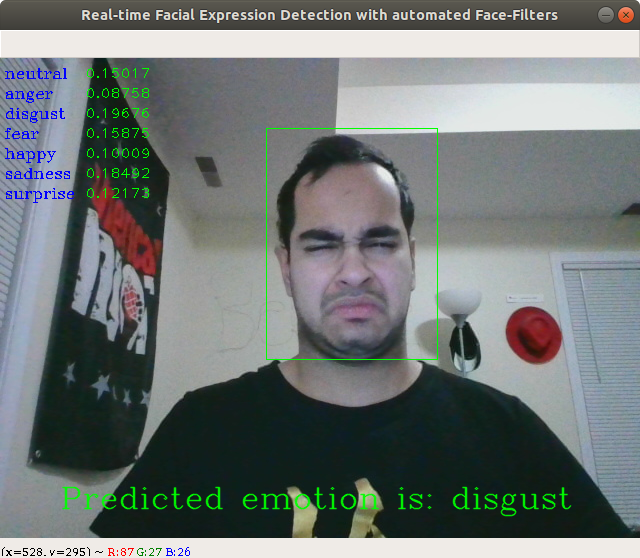 Real-time Facial Expression Detection with automated Face-Filters
neutral 0.15017
anger 0.08758
disgust 0.19676
fear 0.15875
happy 0.10009
sadness 0.18492
surprise 0.12173
Predicted emotion is: disgust
(x=528, y=295) ~ R:87 G:27 B:26